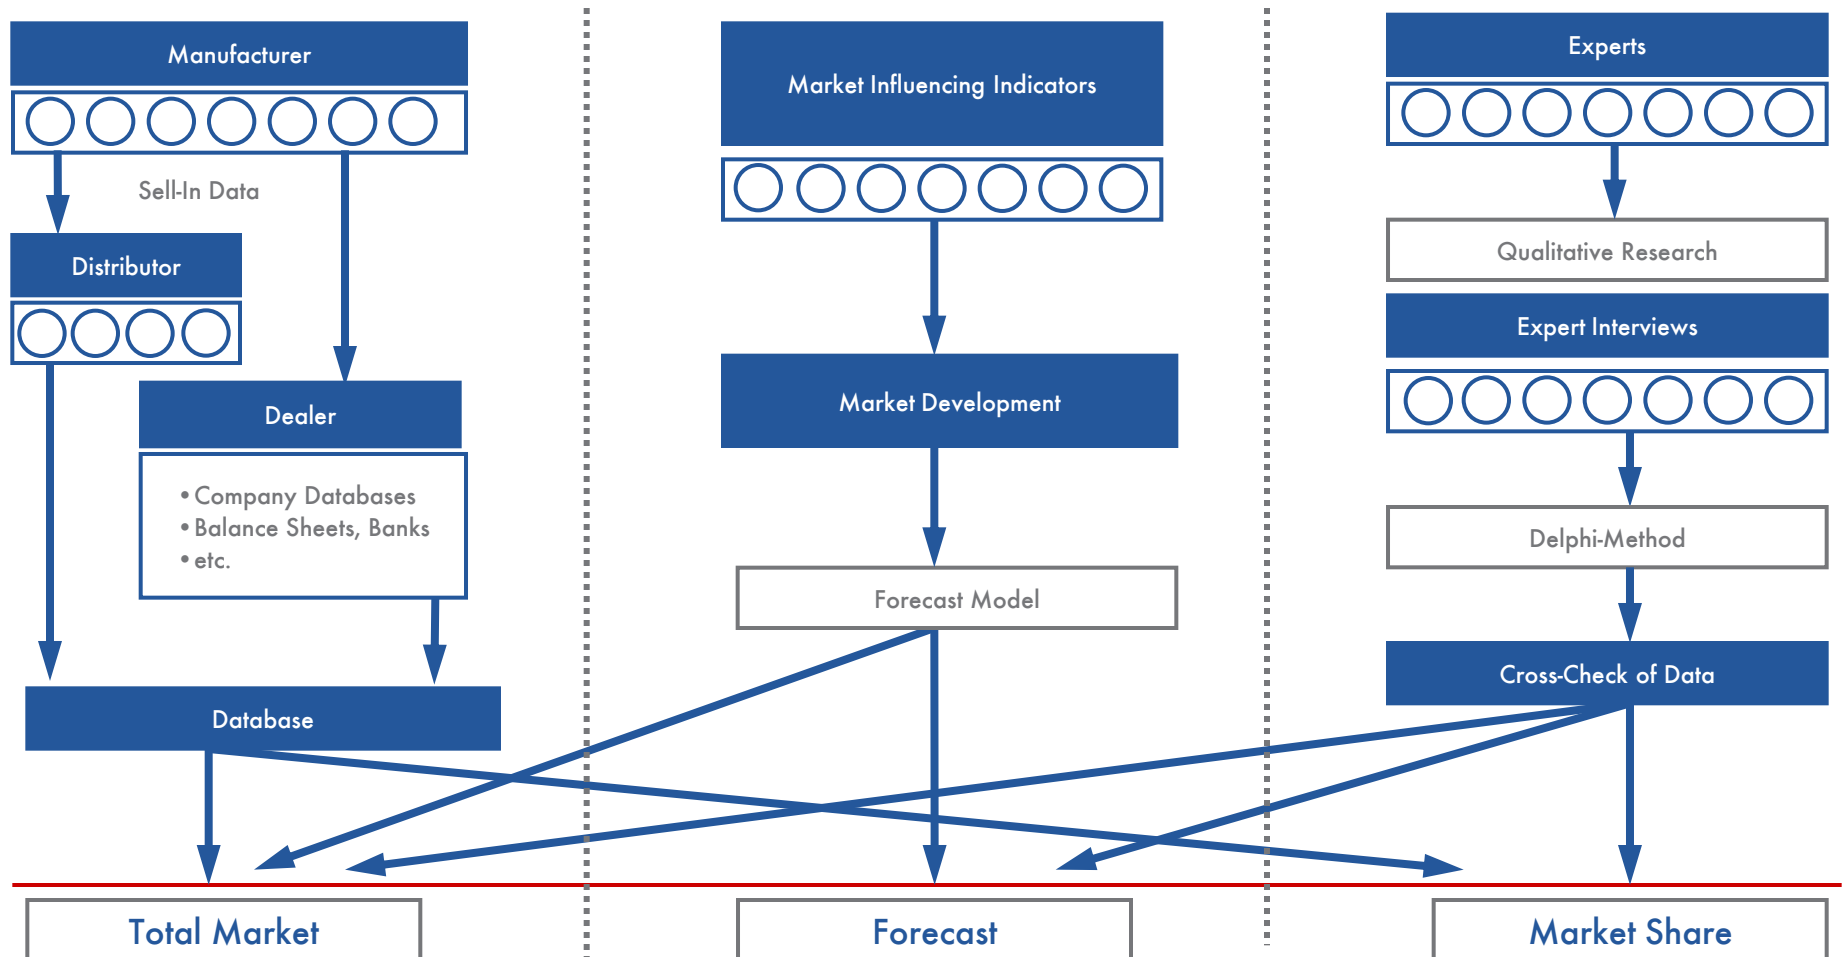 Manufacturer
Sell-In Data
Distributor
Dealer
•Company Databases
•Balance Sheets, Banks
•etc.
Database
Total Market
Market Influencing Indicators
Market Development
Forecast Model
Forecast
Experts
Qualitative Research
Expert Interviews
Delphi-Method
Cross-Check of Data
Market Share